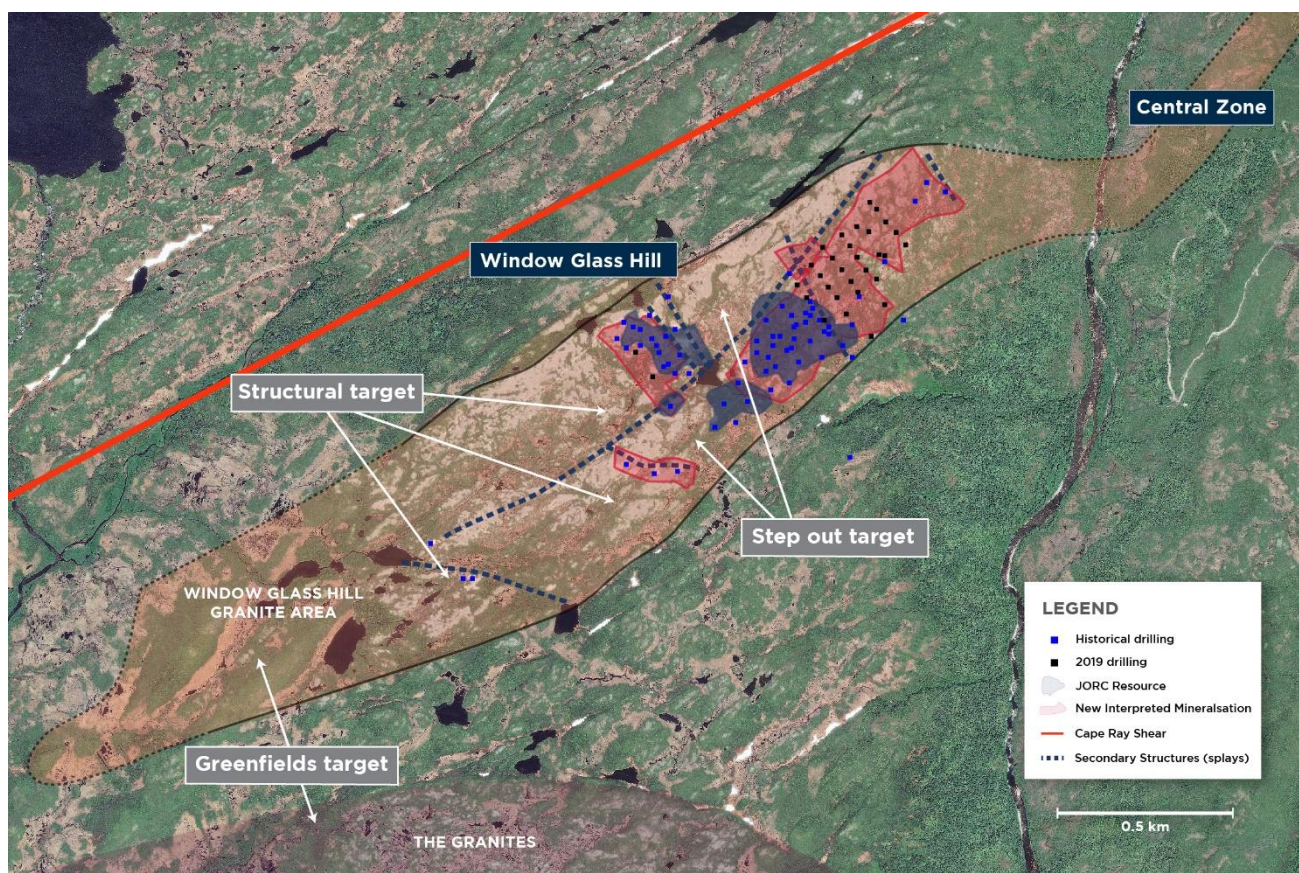 Central Zone
Window Glass Hill
Structural target
Step out target
WINDOW GLASS HILL
GRANITE AREA
Greenfields target
THE GRANITES
LEGEND
Historical drilling
2019 drilling
JORC Resource
New Interpreted Mineralsation
Cape Ray Shear
Secondary Structures (splays)
0.5 km